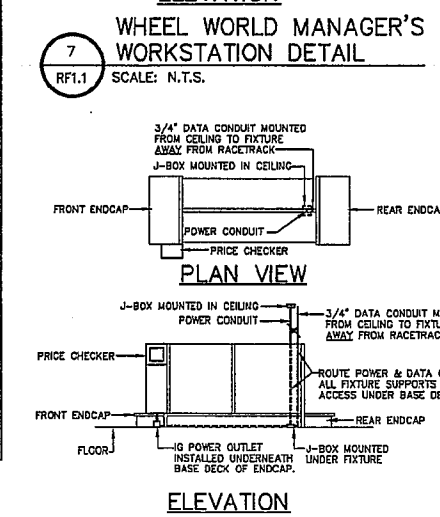 ELEVATION
WHEEL WORLD MANAGER'S
7
WORKSTATION DETAIL
RF1.1
SCALE: N.T.S.
3/4" DATA CONDUIT MOUNTED
FROM CEILING TO FIXTURE
AWAY FROM RACETRACK
J-BOX MOUNTED IN CEILING
FRONT ENDCAP
REAR ENDCA
POWER CONDUIT
PRICE CHECKER
PLAN VIEW
J-BOX MOUNTED IN CEILING
POWER CONDUIT
3/4" DATA CONDUIT M
FROM CEILING TO FIXTU
AWAY FROM RACETRAC
PRICE CHECKER
ROUTE POWER & DATA
ALL FIXTURE SUPPORTS
ACCESS UNDER BASE DE
FRONT ENDCAP
REAR ENDCAP
FLOOR
IG POWER OUTLET
INSTALLED UNDERNEATH
BASE DECK OF ENDCAP.
J-BOX MOUNTED
UNDER FIXTURE
ELEVATION